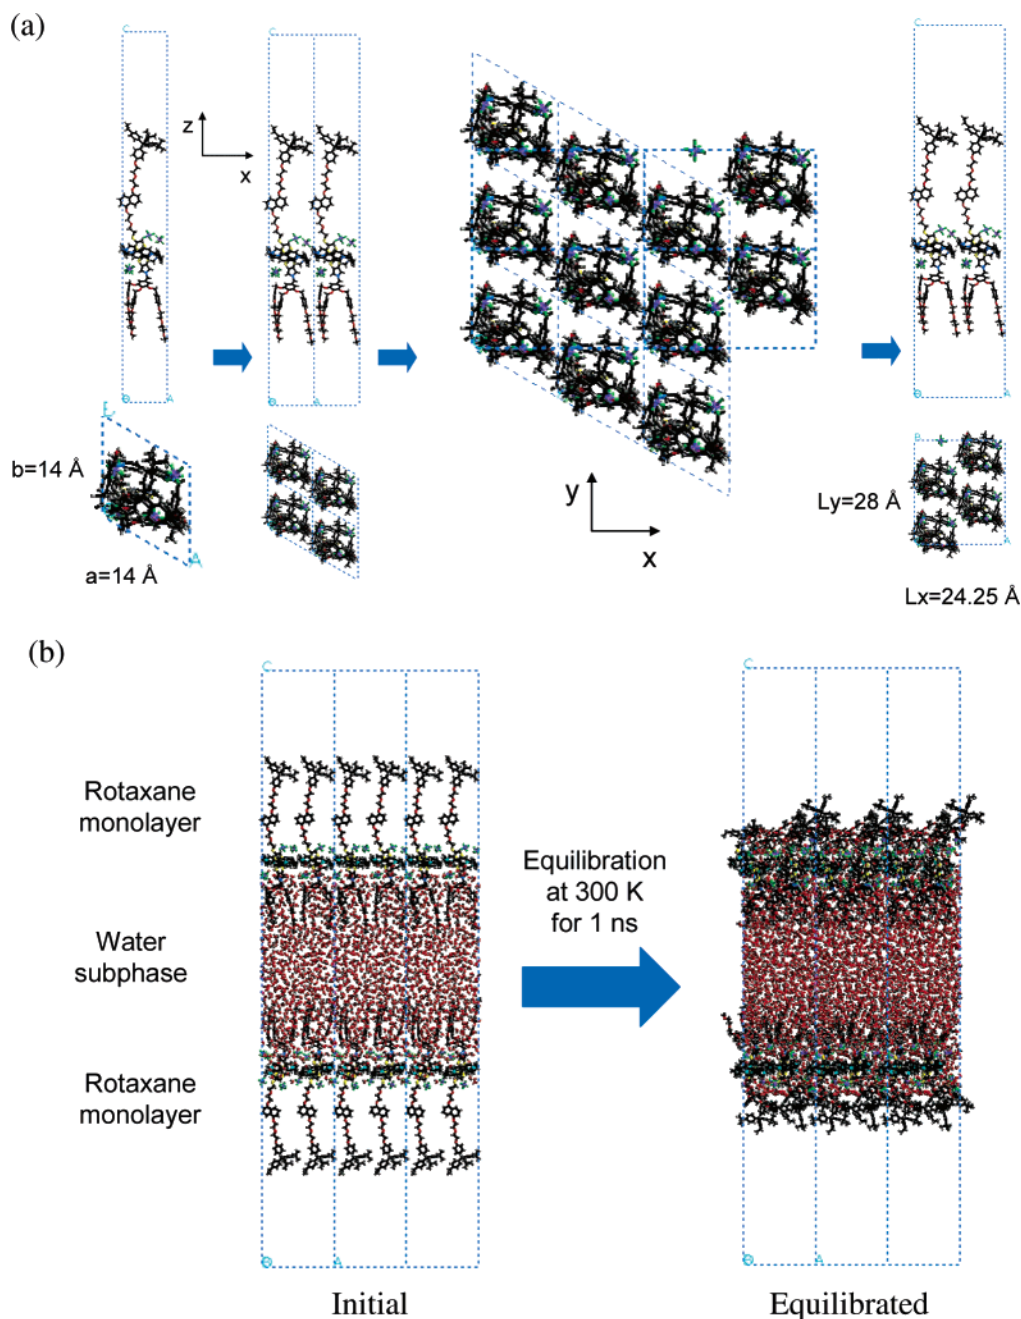 (a)
C
C
C
z
x
B
A
B
A
B
A
b=14 Å
A
a=14 Å
y
x
B
A
Ly=28 Å
Lx=24.25 Å
(b)
C
C
Rotaxane
monolayer
Water
subphase
Rotaxane
monolayer
Equilibration
at 300 K
for 1 ns
B
A
B
A
Initial
Equilibrated